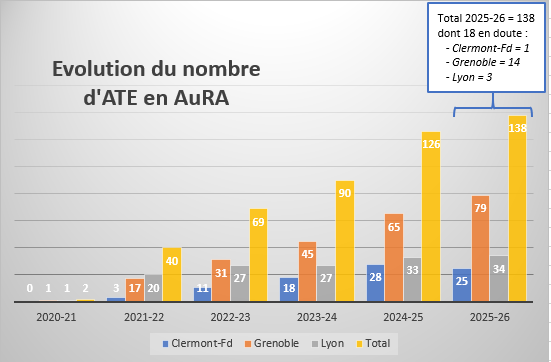 Total 2025-26 = 138
dont 18 en doute :
- Clermont-Fd = 1
- Grenoble = 14
- Lyon = 3
Evolution du nombre
d'ATE en AuRA
0 1 1 2
3 17 20 40
11 31 27 69
18 45 27 90
28 65 33 126
25 79 34 138
2020-21 2021-22 2022-23 2023-24 2024-25 2025-26
Clermont-Fd Grenoble Lyon Total